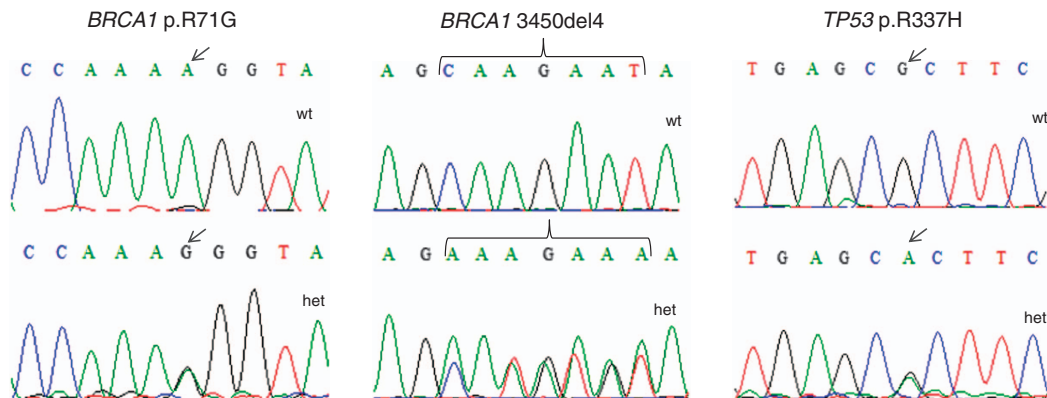 BRCA1 p.R71G
C C A A A A G G T A
wt
C C A A A G G G T A
het
BRCA1 3450del4
A G C A A G A A T A
wt
A G A A A G A A A A
het
TP53 p.R337H
T G A G C G C T T C
wt
T G A G C A C T T C
het